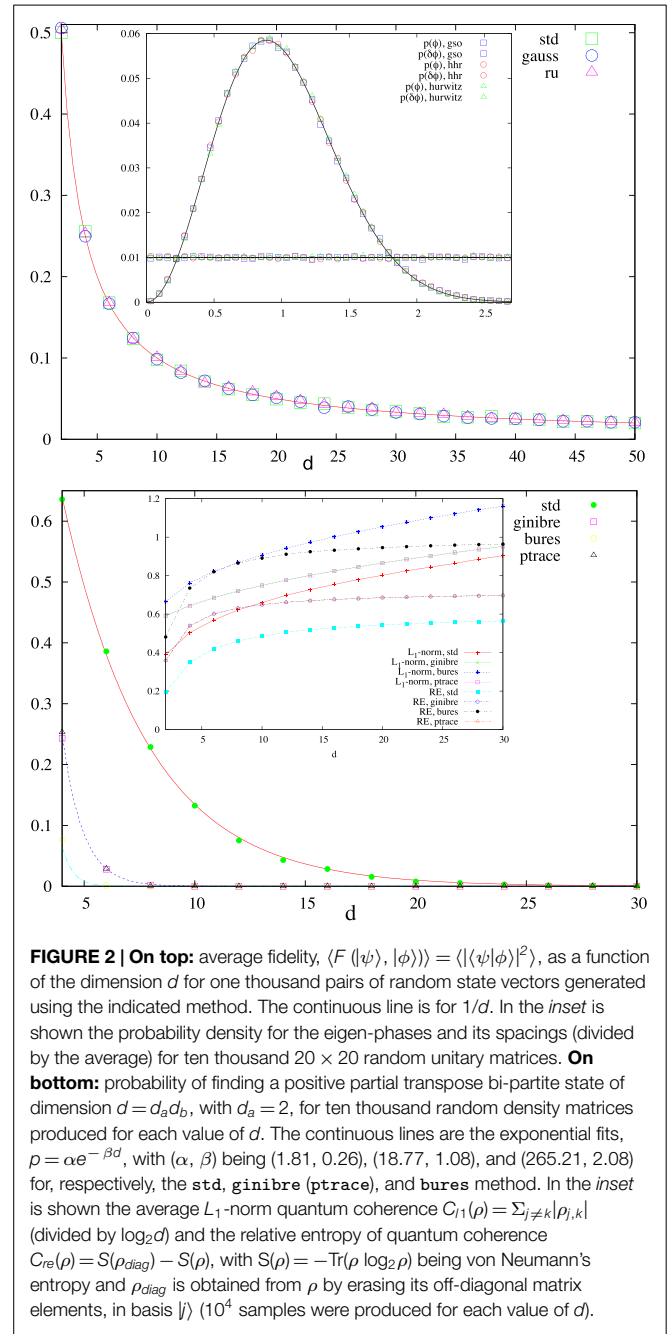 0.5
0.4
0.3
0.2
0.1
0
5 10 15 20 25 30 35 40 45 50
d
std
gauss
ru
0.06
0.05
0.04
0.03
0.02
0.01
0
0 0.5 1 1.5 2 2.5
p(ϕ), gso
p(δϕ), gso
p(ϕ), hhr
p(δϕ), hhr
p(ϕ), hurwitz
p(δϕ), hurwitz
0.6
0.5
0.4
0.3
0.2
0.1
0
5 10 15 20 25 30
d
std
ginibre
bures
ptrace
1.2
1
0.8
0.6
0.4
0.2
0
5 10 15 20 25 30
d
L₁-norm, std
L₁-norm, ginibre
L₁-norm, bures
L₁-norm, ptrace
RE, std
RE, ginibre
RE, bures
RE, ptrace
FIGURE 2 | On top: average fidelity, ⟨F (|ψ⟩, |ϕ⟩)⟩ = ⟨|⟨ψ|ϕ⟩|²⟩, as a function
of the dimension d for one thousand pairs of random state vectors generated
using the indicated method. The continuous line is for 1/d. In the inset is
shown the probability density for the eigen-phases and its spacings (divided
by the average) for ten thousand 20 × 20 random unitary matrices. On
bottom: probability of finding a positive partial transpose bi-partite state of
dimension d = dₐd_b, with dₐ = 2, for ten thousand random density matrices
produced for each value of d. The continuous lines are the exponential fits,
p = αe^−βd, with (α, β) being (1.81, 0.26), (18.77, 1.08), and (265.21, 2.08)
for, respectively, the std, ginibre (ptrace), and bures method. In the inset
is shown the average L₁-norm quantum coherence C_l1(ρ) = Σ_j≠k|ρ_j,k|
(divided by log₂d) and the relative entropy of quantum coherence
C_re(ρ) = S(ρ_diag) − S(ρ), with S(ρ) = −Tr(ρ log₂ρ) being von Neumann's
entropy and ρ_diag is obtained from ρ by erasing its off-diagonal matrix
elements, in basis |j⟩ (10⁴ samples were produced for each value of d).